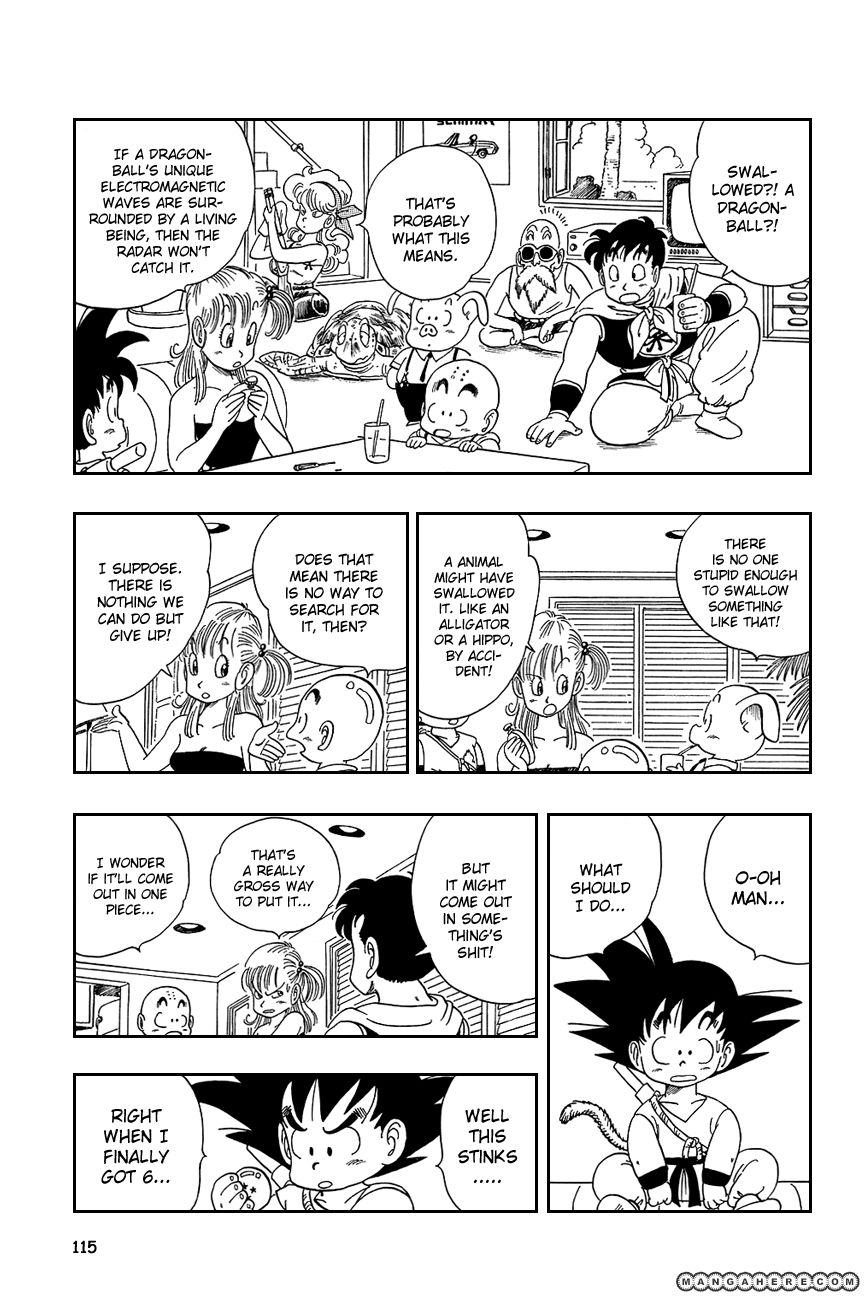 SWAL-
LOWED?! A
DRAGON-
BALL?!
THAT'S
PROBABLY
WHAT THIS
MEANS.
IF A DRAGON-
BALL'S UNIQUE
ELECTROMAGNETIC
WAVES ARE SUR-
ROUNDED BY A LIVING
BEING, THEN THE
RADAR WON'T
CATCH IT.
THERE
IS NO ONE
STUPID ENOUGH
TO SWALLOW
SOMETHING
LIKE THAT!
A ANIMAL
MIGHT HAVE
SWALLOWED
IT. LIKE AN
ALLIGATOR
OR A HIPPO,
BY ACCI-
DENT!
DOES THAT
MEAN THERE
IS NO WAY TO
SEARCH FOR
IT, THEN?
I SUPPOSE.
THERE IS
NOTHING WE
CAN DO BUT
GIVE UP!
O-OH
MAN...
WHAT
SHOULD
I DO...
BUT
IT MIGHT
COME OUT
IN SOME-
THING'S
SHIT!
THAT'S
A REALLY
GROSS WAY
TO PUT IT...
I WONDER
IF IT'LL COME
OUT IN ONE
PIECE...
WELL
THIS
STINKS
.....
RIGHT
WHEN I
FINALLY
GOT 6...
115
MANGAHERE.COM